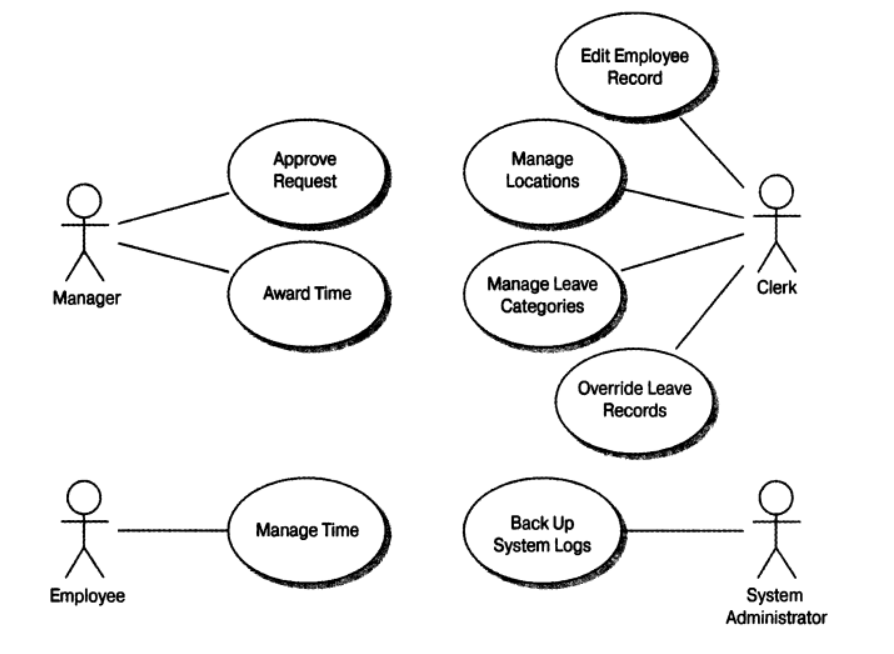 Edit Employee
Record
Approve
Request
Manage
Locations
Manager
Award Time
Manage Leave
Categories
Clerk
Override Leave
Records
Employee
Manage Time
Back Up
System Logs
System
Administrator